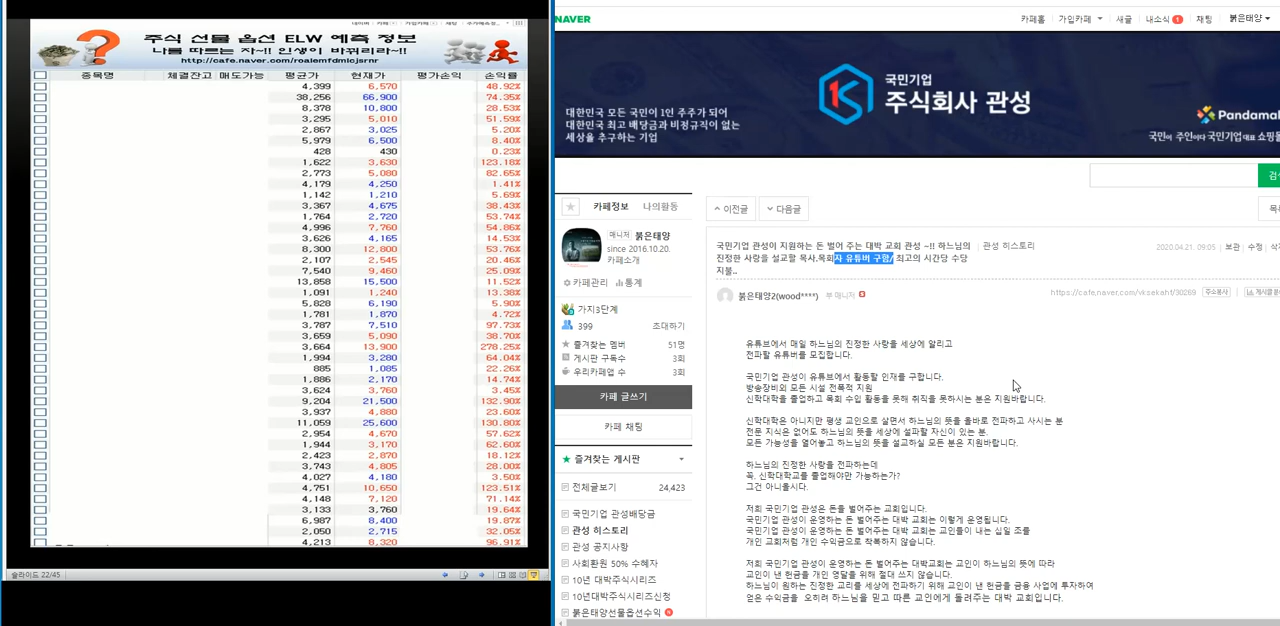 주식 선물 옵션 ELW 예측 정보
나를 따르는 자~!! 인생이 바뀌리라~!!
http://cafe.naver.com/roalemfdmlcjsrnr
종목명 체결잔고 매도가능 평균가 현재가 평가손익 손익률
4,399 6,570 48.92%
38,256 66,900 74.35%
8,378 10,800 28.53%
3,295 5,010 51.59%
2,867 3,025 5.20%
5,979 6,500 8.40%
428 430 0.23%
1,622 3,630 123.18%
2,773 5,080 82.65%
4,179 4,250 1.41%
1,142 1,210 5.69%
3,367 4,675 38.43%
1,764 2,720 53.74%
4,996 7,760 54.86%
3,626 4,165 14.53%
8,300 12,800 53.76%
2,107 2,545 20.46%
7,540 9,460 25.09%
13,858 15,500 11.52%
1,091 1,240 13.38%
5,828 6,190 5.90%
1,781 1,870 4.72%
3,787 7,510 97.73%
3,659 5,090 38.70%
3,664 13,900 278.25%
1,994 3,280 64.04%
885 1,085 22.26%
1,886 2,170 14.74%
3,624 3,760 3.45%
9,204 21,500 132.90%
3,937 4,880 23.60%
11,059 25,600 130.80%
2,954 4,670 57.62%
1,944 3,170 62.60%
2,423 2,870 18.12%
3,743 4,805 28.00%
4,027 4,180 3.50%
4,751 10,650 123.51%
4,148 7,120 71.14%
3,133 3,760 19.64%
6,987 8,400 19.87%
2,050 2,715 32.05%
4,213 8,320 96.91%
슬라이드 22/45
NAVER
카페홈 가입카페 새글 내소식 1 채팅 붉은태양
국민기업
주식회사 관성
대한민국 모든 국민이 1인 주주가 되어
대한민국 최고 배당금과 비정규직이 없는
세상을 추구하는 기업
Pandamal
국민이 주인이다 국민기업대표 쇼핑몰
카페정보 나의활동
매니저 붉은태양
since 2016.10.20.
카페소개
카페관리 통계
가지3단계
399 초대하기
즐겨찾는 멤버 51명
게시판 구독수 3회
우리카페앱 수 3회
카페 글쓰기
카페 채팅
즐겨찾는 게시판
전체글보기 24,423
국민기업 관성배당금
관성 히스토리
관성 공지사항
사회환원 50% 수혜자
10년 대박주식시리즈
10년대박주식시리즈신청
붉은태양선물옵션수익
이전글 다음글
국민기업 관성이 지원하는 돈 벌어 주는 대박 교회 관성 ~!! 하느님의 관성 히스토리
진정한 사랑을 설교할 목사,목회자 유튜버 구함/ 최고의 시간당 수당
지불..
2020.04.21. 09:05 보관 수정
붉은태양2(wood****) 부매니저
https://cafe.naver.com/vksekahf/30269 주소복사
유튜브에서 매일 하느님의 진정한 사랑을 세상에 알리고
전파할 유튜버를 모집합니다.
국민기업 관성이 유튜브에서 활동할 인재를 구합니다.
방송장비외 모든 시설 전폭적 지원
신학대학을 졸업하고 목회 수입 활동을 못해 취직을 못하시는 분은 지원바랍니다.
신학대학은 아니지만 평생 교인으로 살면서 하느님의 뜻을 올바로 전파하고 사시는 분
전문 지식은 없어도 하느님의 뜻을 세상에 설파할 자신이 있는 분.
모든 가능성을 열어놓고 하느님의 뜻을 설교하실 모든 분은 지원바랍니다.
하느님의 진정한 사랑을 전파하는데
꼭, 신학대학교를 졸업해야만 가능하는가?
그건 아니올시다.
저희 국민기업 관성은 돈을 벌어주는 교회입니다.
국민기업 관성이 운영하는 돈 벌어주는 대박 교회는 이렇게 운영됩니다.
국민기업 관성이 운영하는 돈 벌어주는 대박 교회는 교인들이 내는 십일 조를
개인 교회처럼 개인 수익금으로 착복하지 않습니다.
저희 국민기업 관성이 운영하는 돈 벌어주는 대박교회는 교인이 하느님의 뜻에 따라
교인이 낸 헌금을 개인 영달을 위해 절대 쓰지 않습니다.
하느님이 원하는 진정한 교리를 세상에 전파하기 위해 교인이 낸 헌금을 금융 사업에 투자하여
얻은 수익금을 오히려 하느님을 믿고 따른 교인에게 돌려주는 대박 교회입니다.